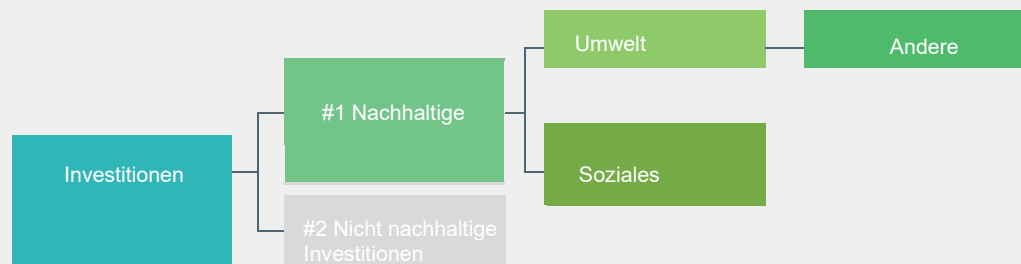 Umwelt
Andere
#1 Nachhaltige
Investitionen
Soziales
#2 Nicht nachhaltige
Investitionen